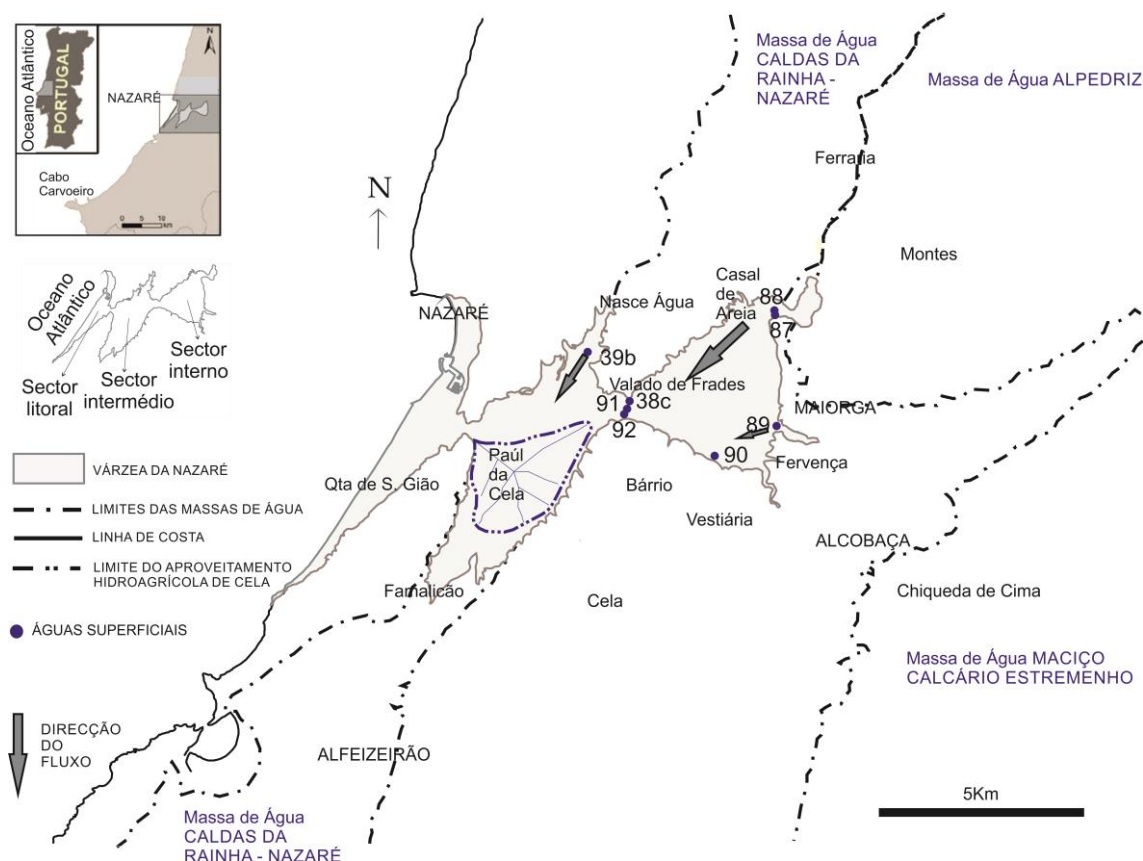 Oceano Atlântico
PORTUGAL
N
NAZARÉ
Cabo
Carvoeiro
0 5 10
km
Oceano
Atlântico
Sector
litoral
Sector
intermédio
Sector
interno
VÁRZEA DA NAZARÉ
LIMITES DAS MASSAS DE ÁGUA
LINHA DE COSTA
LIMITE DO APROVEITAMENTO
HIDROAGRÍCOLA DE CELA
ÁGUAS SUPERFICIAIS
DIRECÇÃO
DO
FLUXO
N
Massa de Água
CALDAS DA
RAINHA -
NAZARÉ
Massa de Água ALPEDRIZ
Ferraria
Montes
Casal
de
Areia
88
87
Nasce Água
NAZARÉ
39b
Valado de Frades
91
38c
92
MAIORGA
89
90
Fervença
Paúl
da
Cela
Qta de S. Gião
Bárrio
Vestiária
ALCOBAÇA
Famalicão
Cela
Chiqueda de Cima
Massa de Água MACIÇO
CALCÁRIO ESTREMENHO
ALFEIZEIRÃO
5Km
Massa de Água
CALDAS DA
RAINHA - NAZARÉ